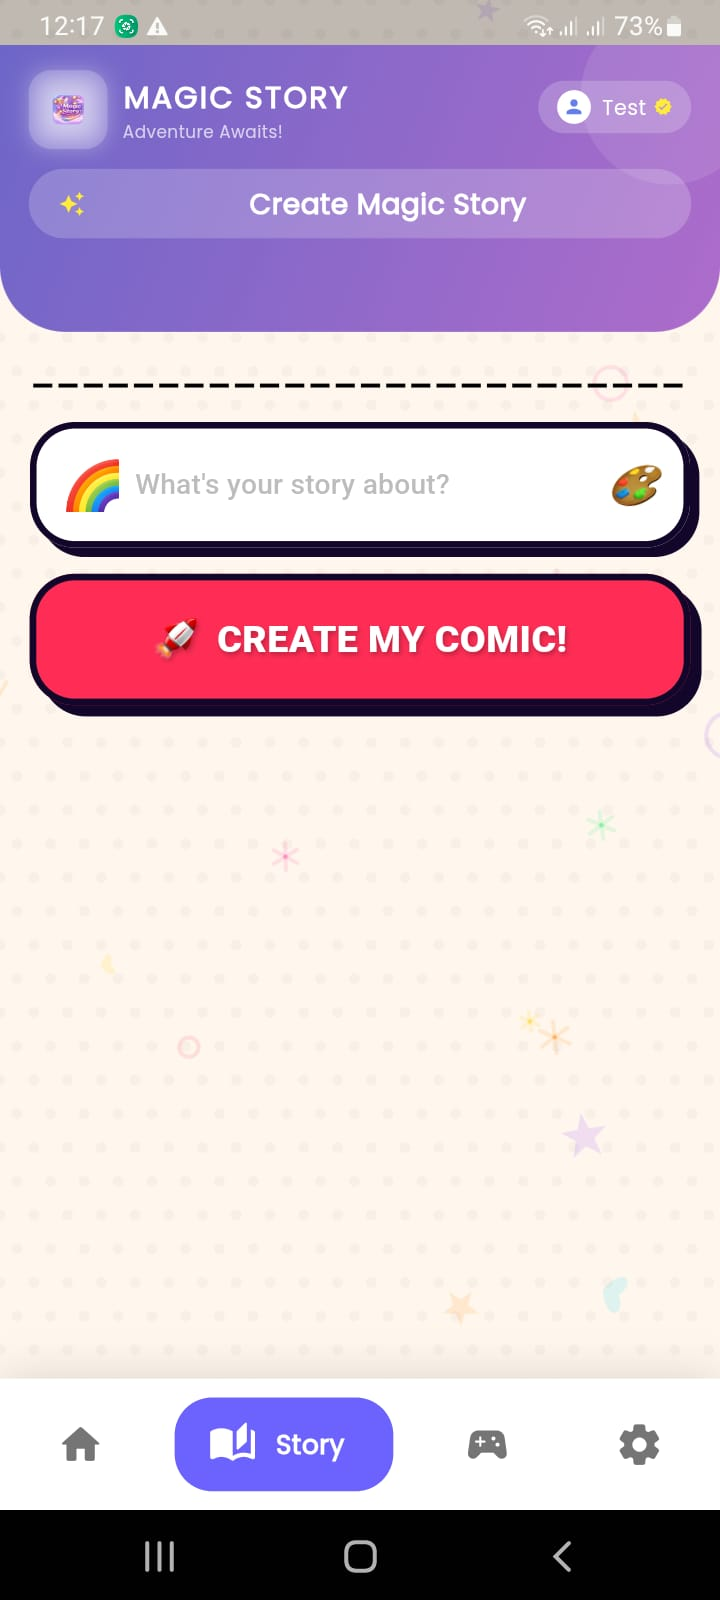 12:17
73%
MAGIC STORY
Adventure Awaits!
Test
Create Magic Story
What's your story about?
CREATE MY COMIC!
Story